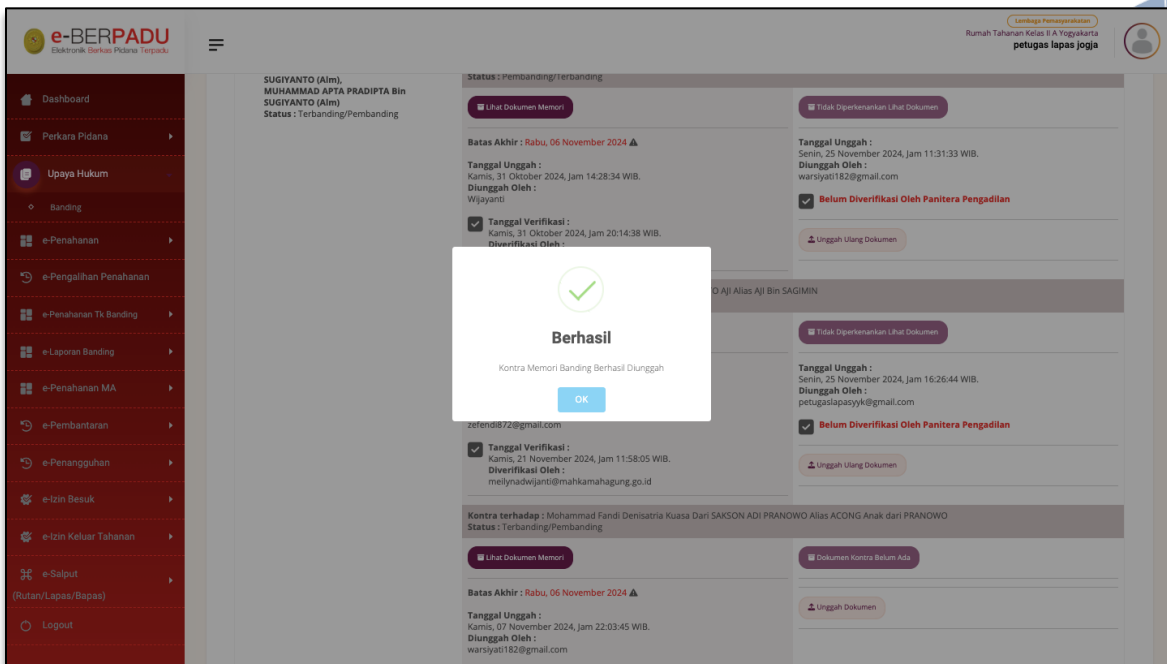 e-BERPADU
Elektronik Berkas Pidana Terpadu
Lembaga Pemasyarakatan
Rumah Tahanan Kelas II A Yogyakarta
petugas lapas jogja
Dashboard
Perkara Pidana
Upaya Hukum
Banding
e-Penahanan
e-Pengalihan Penahanan
e-Penahanan Tk Banding
e-Laporan Banding
e-Penahanan MA
e-Pembantaran
e-Penangguhan
e-Izin Besuk
e-Izin Keluar Tahanan
e-Salput
(Rutan/Lapas/Bapas)
Logout
SUGIYANTO (Alm),
MUHAMMAD APTA PRADIPTA Bin
SUGIYANTO (Alm)
Status : Terbanding/Pembanding
Status : Pembanding/Terbanding
Lihat Dokumen Memori
Batas Akhir : Rabu, 06 November 2024
Tanggal Unggah :
Kamis, 31 Oktober 2024, Jam 14:28:34 WIB.
Diunggah Oleh :
Wijayanti
Tanggal Verifikasi :
Kamis, 31 Oktober 2024, Jam 20:14:38 WIB.
Diverifikasi Oleh :
Tidak Diperkenankan Lihat Dokumen
Tanggal Unggah :
Senin, 25 November 2024, Jam 11:31:33 WIB.
Diunggah Oleh :
warsiyati182@gmail.com
Belum Diverifikasi Oleh Panitera Pengadilan
Unggah Ulang Dokumen
Berhasil
Kontra Memori Banding Berhasil Diunggah
OK
O AJI Alias AJI Bin SAGIMIN
zefendi872@gmail.com
Tanggal Verifikasi :
Kamis, 21 November 2024, Jam 11:58:05 WIB.
Diverifikasi Oleh :
meilynadwijanti@mahkamahagung.go.id
Tidak Diperkenankan Lihat Dokumen
Tanggal Unggah :
Senin, 25 November 2024, Jam 16:26:44 WIB.
Diunggah Oleh :
petugaslapasyyk@gmail.com
Belum Diverifikasi Oleh Panitera Pengadilan
Unggah Ulang Dokumen
Kontra terhadap : Mohammad Fandi Denisatria Kuasa Dari SAKSON ADI PRANOWO Alias ACONG Anak dari PRANOWO
Status : Terbanding/Pembanding
Lihat Dokumen Memori
Batas Akhir : Rabu, 06 November 2024
Tanggal Unggah :
Kamis, 07 November 2024, Jam 22:03:45 WIB.
Diunggah Oleh :
warsiyati182@gmail.com
Dokumen Kontra Belum Ada
Unggah Dokumen